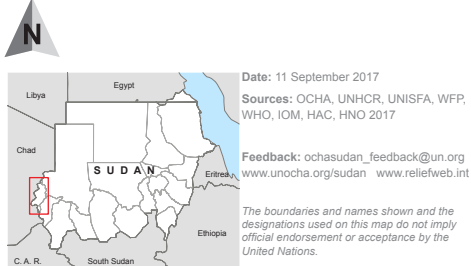 N
Libya
Egypt
Chad
SUDAN
Eritrea
Ethiopia
C. A. R.
South Sudan
Date: 11 September 2017
Sources: OCHA, UNHCR, UNISFA, WFP,
WHO, IOM, HAC, HNO 2017
Feedback: ochasudan_feedback@un.org
www.unocha.org/sudan www.reliefweb.int
The boundaries and names shown and the
designations used on this map do not imply
official endorsement or acceptance by the
United Nations.